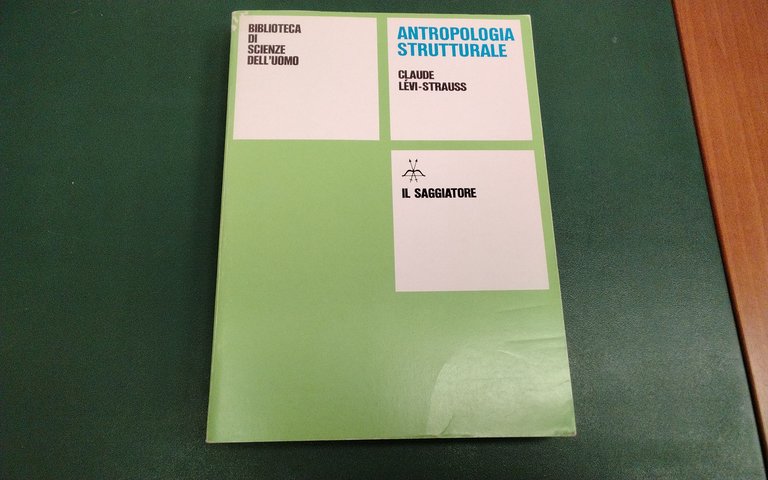 BIBLIOTECA
DI
SCIENZE
DELL'UOMO
ANTROPOLOGIA
STRUTTURALE
CLAUDE
LÉVI-STRAUSS
IL SAGGIATORE